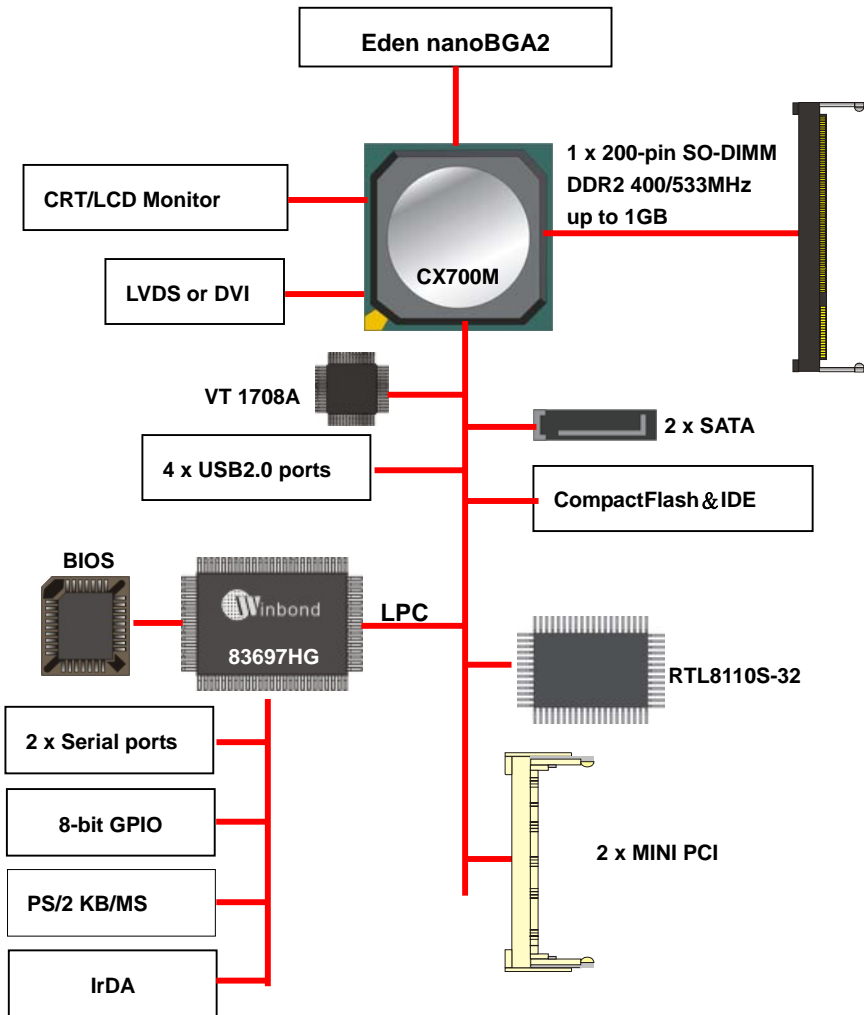 Eden nanoBGA2
1 x 200-pin SO-DIMM
DDR2 400/533MHz
up to 1GB
CRT/LCD Monitor
CX700M
LVDS or DVI
VT 1708A
2 x SATA
4 x USB2.0 ports
CompactFlash＆IDE
BIOS
Winbond
LPC
83697HG
RTL8110S-32
2 x Serial ports
8-bit GPIO
2 x MINI PCI
PS/2 KB/MS
IrDA